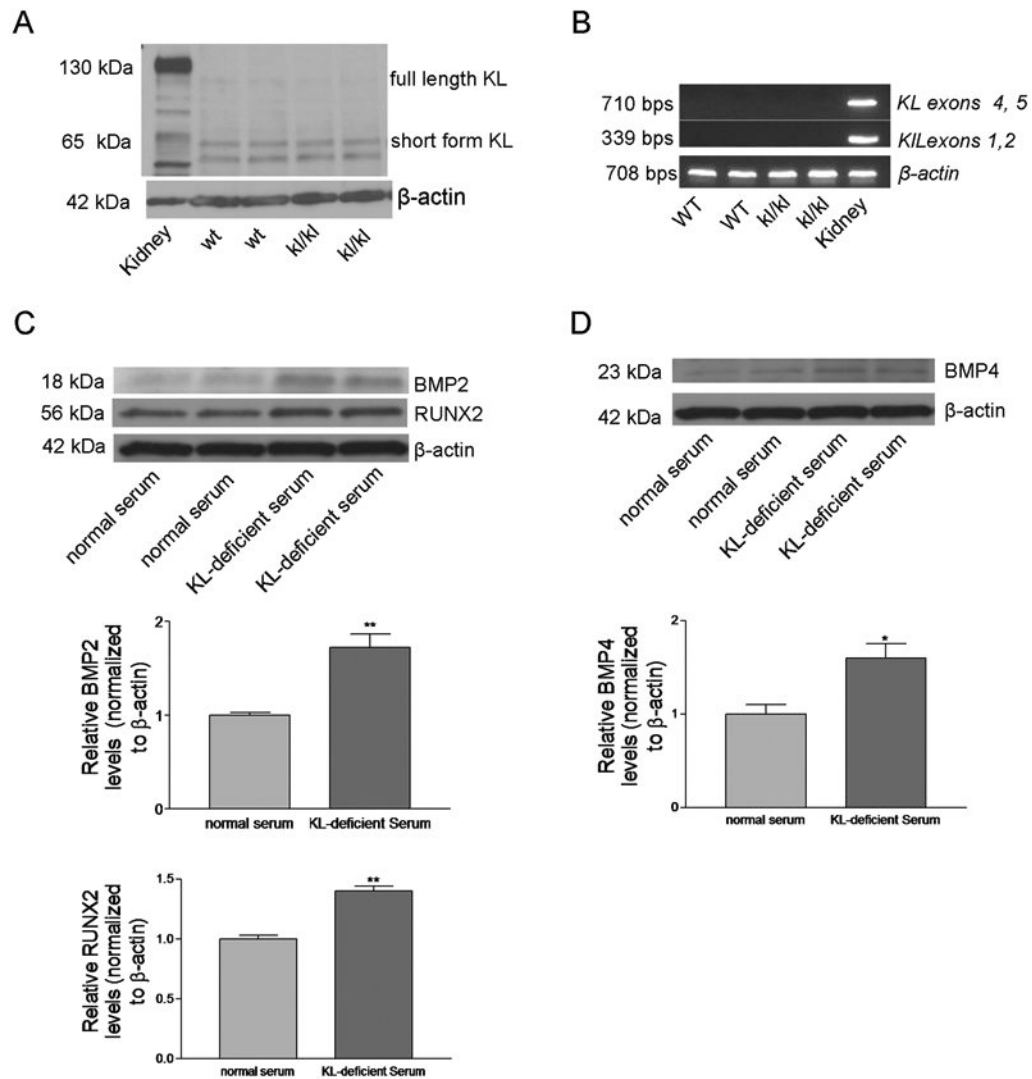 A
130 kDa
full length KL
65 kDa
short form KL
42 kDa
β-actin
Kidney
wt
wt
kl/kl
kl/kl
B
710 bps
KL exons 4, 5
339 bps
KlLexons 1,2
708 bps
β-actin
WT
WT
kl/kl
kl/kl
Kidney
C
18 kDa
BMP2
56 kDa
RUNX2
42 kDa
β-actin
normal serum
normal serum
KL-deficient serum
KL-deficient serum
Relative BMP2
levels (normalized
to β-actin)
2
1
0
**
normal serum
KL-deficient Serum
Relative RUNX2
levels (normalized
to β-actin)
1.5
1.0
0.5
0.0
**
normal serum
KL-deficient Serum
D
23 kDa
BMP4
42 kDa
β-actin
normal serum
normal serum
KL-deficient serum
KL-deficient serum
Relative BMP4
levels (normalized
to β-actin)
2
1
0
*
normal serum
KL-deficient Serum